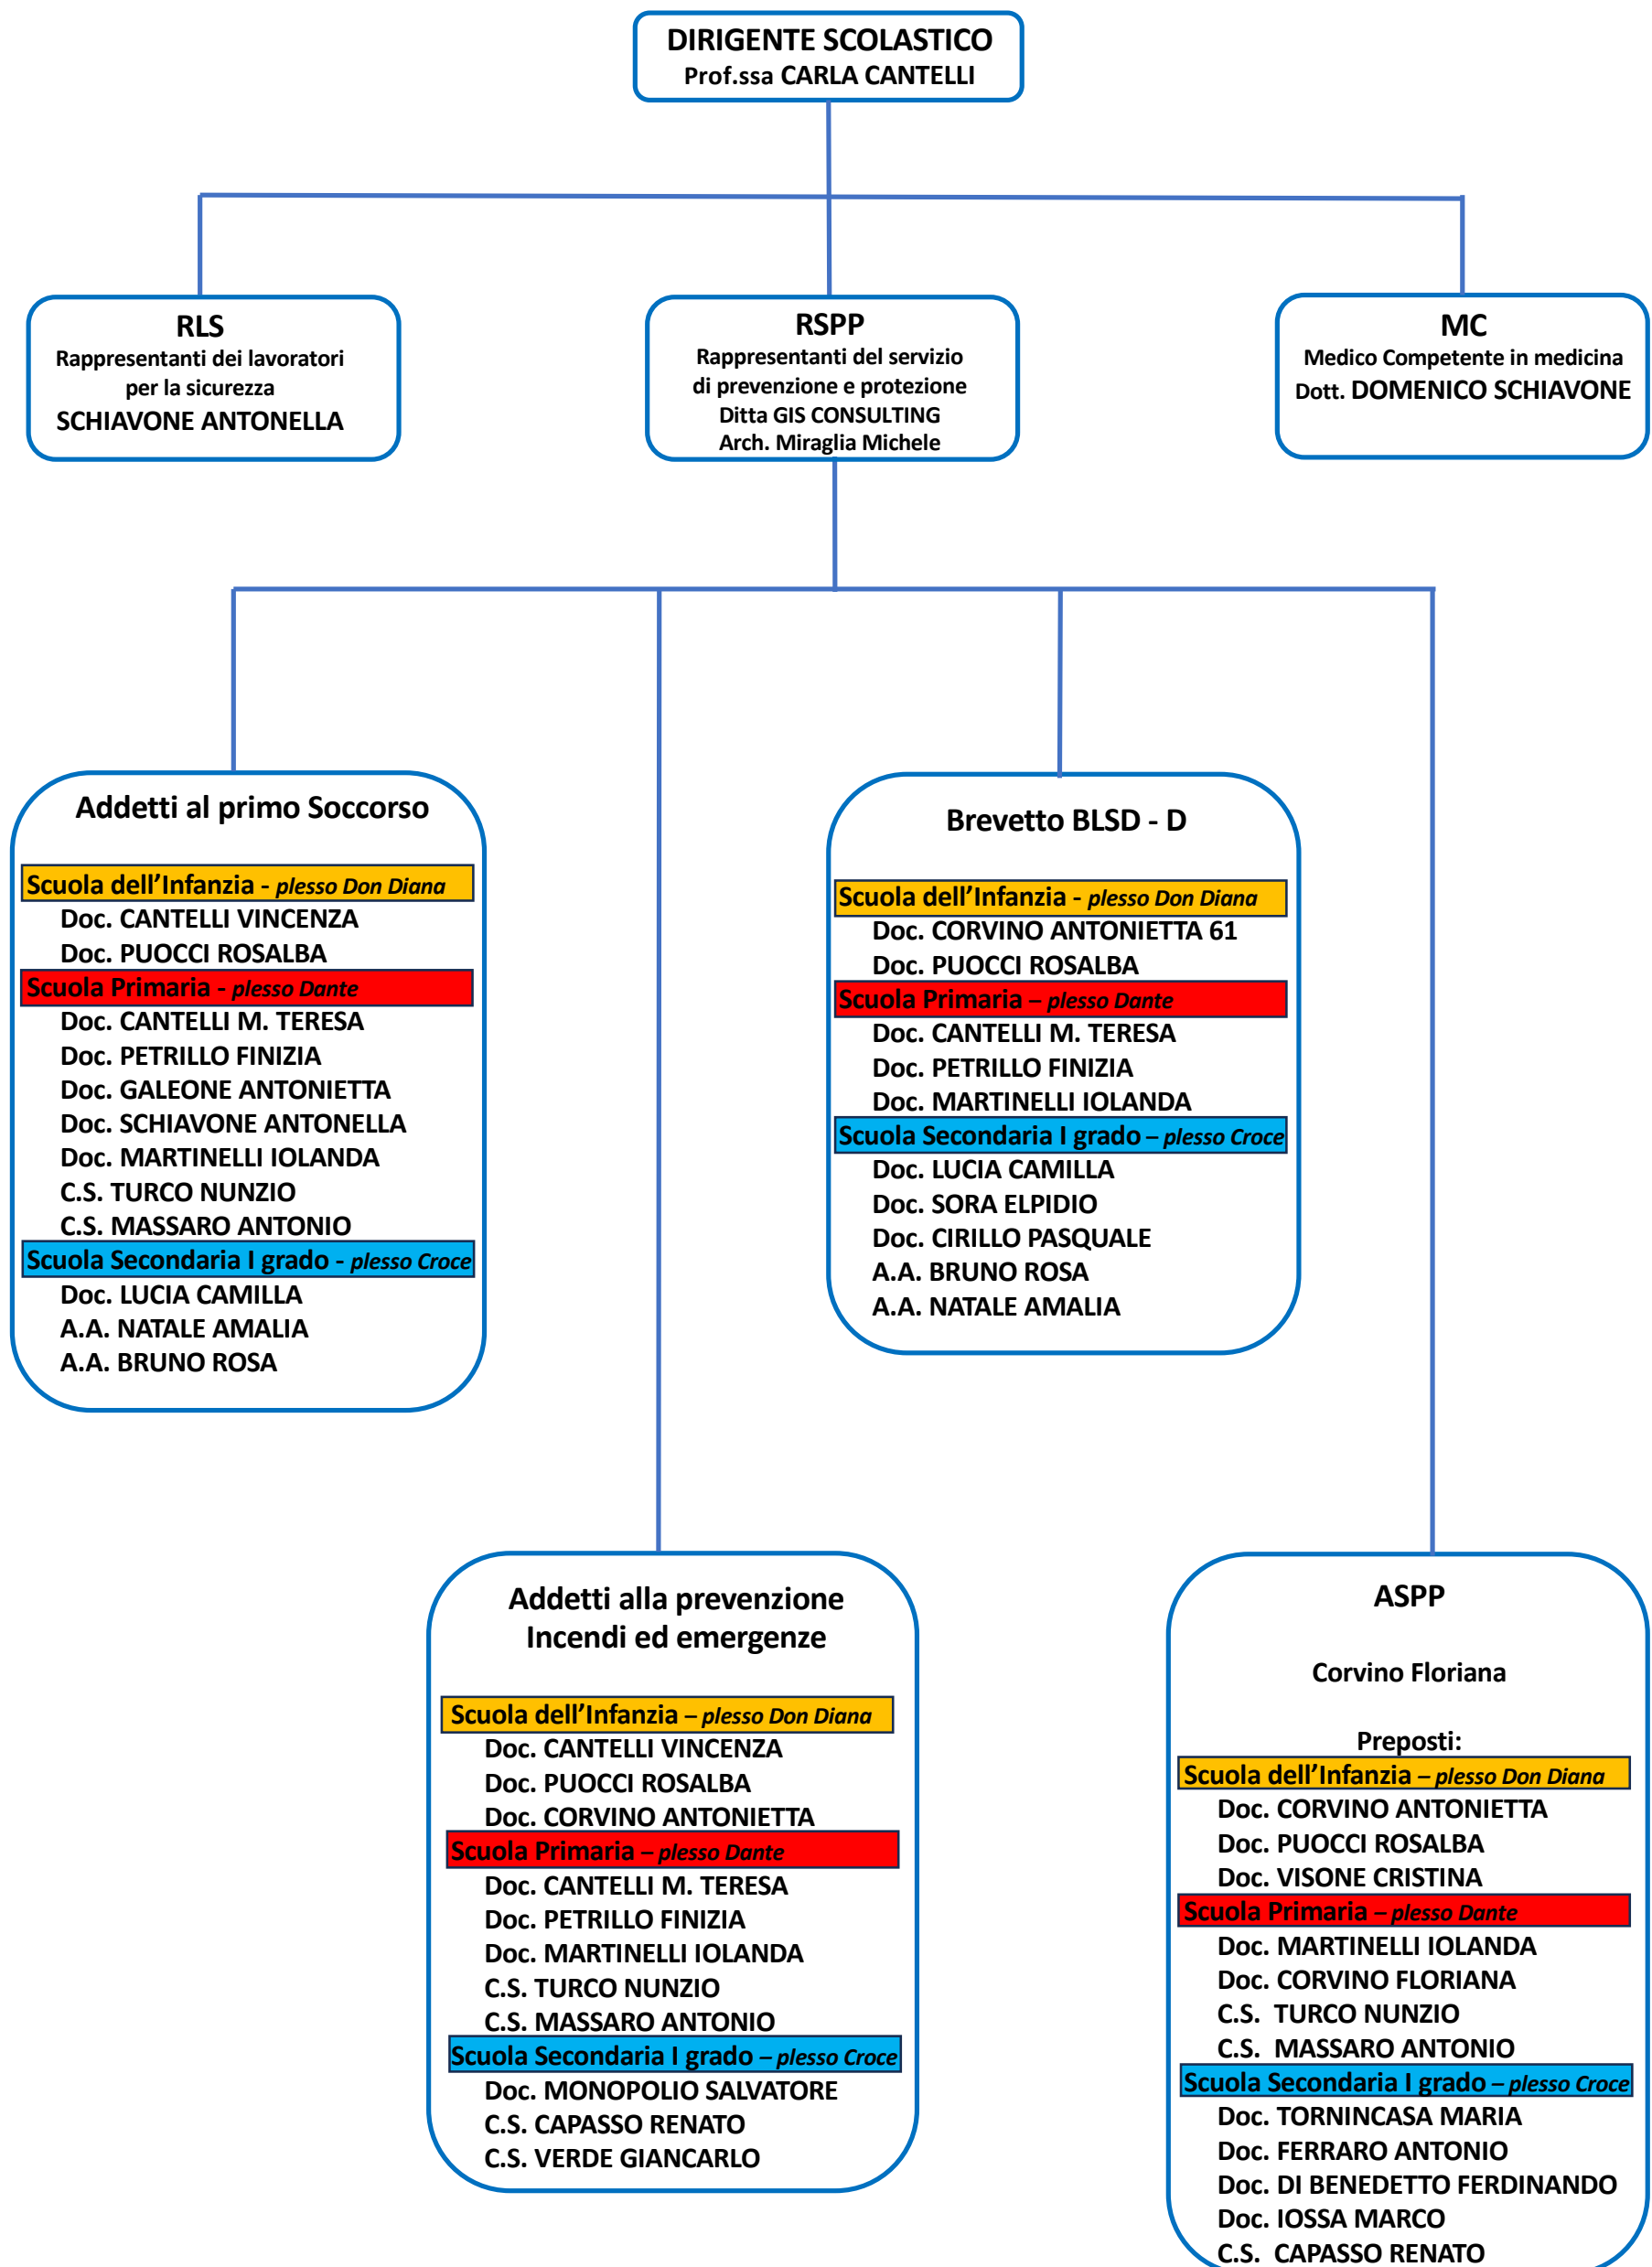 DIRIGENTE SCOLASTICO
Prof.ssa CARLA CANTELLI
RLS
Rappresentanti dei lavoratori
per la sicurezza
SCHIAVONE ANTONELLA
RSPP
Rappresentanti del servizio
di prevenzione e protezione
Ditta GIS CONSULTING
Arch. Miraglia Michele
MC
Medico Competente in medicina
Dott. DOMENICO SCHIAVONE
Addetti al primo Soccorso
Scuola dell’Infanzia - plesso Don Diana
Doc. CANTELLI VINCENZA
Doc. PUOCCI ROSALBA
Scuola Primaria - plesso Dante
Doc. CANTELLI M. TERESA
Doc. PETRILLO FINIZIA
Doc. GALEONE ANTONIETTA
Doc. SCHIAVONE ANTONELLA
Doc. MARTINELLI IOLANDA
C.S. TURCO NUNZIO
C.S. MASSARO ANTONIO
Scuola Secondaria I grado - plesso Croce
Doc. LUCIA CAMILLA
A.A. NATALE AMALIA
A.A. BRUNO ROSA
Brevetto BLSD - D
Scuola dell’Infanzia - plesso Don Diana
Doc. CORVINO ANTONIETTA 61
Doc. PUOCCI ROSALBA
Scuola Primaria – plesso Dante
Doc. CANTELLI M. TERESA
Doc. PETRILLO FINIZIA
Doc. MARTINELLI IOLANDA
Scuola Secondaria I grado – plesso Croce
Doc. LUCIA CAMILLA
Doc. SORA ELPIDIO
Doc. CIRILLO PASQUALE
A.A. BRUNO ROSA
A.A. NATALE AMALIA
Addetti alla prevenzione
Incendi ed emergenze
Scuola dell’Infanzia – plesso Don Diana
Doc. CANTELLI VINCENZA
Doc. PUOCCI ROSALBA
Doc. CORVINO ANTONIETTA
Scuola Primaria – plesso Dante
Doc. CANTELLI M. TERESA
Doc. PETRILLO FINIZIA
Doc. MARTINELLI IOLANDA
C.S. TURCO NUNZIO
C.S. MASSARO ANTONIO
Scuola Secondaria I grado – plesso Croce
Doc. MONOPOLIO SALVATORE
C.S. CAPASSO RENATO
C.S. VERDE GIANCARLO
ASPP
Corvino Floriana
Preposti:
Scuola dell’Infanzia – plesso Don Diana
Doc. CORVINO ANTONIETTA
Doc. PUOCCI ROSALBA
Doc. VISONE CRISTINA
Scuola Primaria – plesso Dante
Doc. MARTINELLI IOLANDA
Doc. CORVINO FLORIANA
C.S. TURCO NUNZIO
C.S. MASSARO ANTONIO
Scuola Secondaria I grado – plesso Croce
Doc. TORNINCASA MARIA
Doc. FERRARO ANTONIO
Doc. DI BENEDETTO FERDINANDO
Doc. IOSSA MARCO
C.S. CAPASSO RENATO